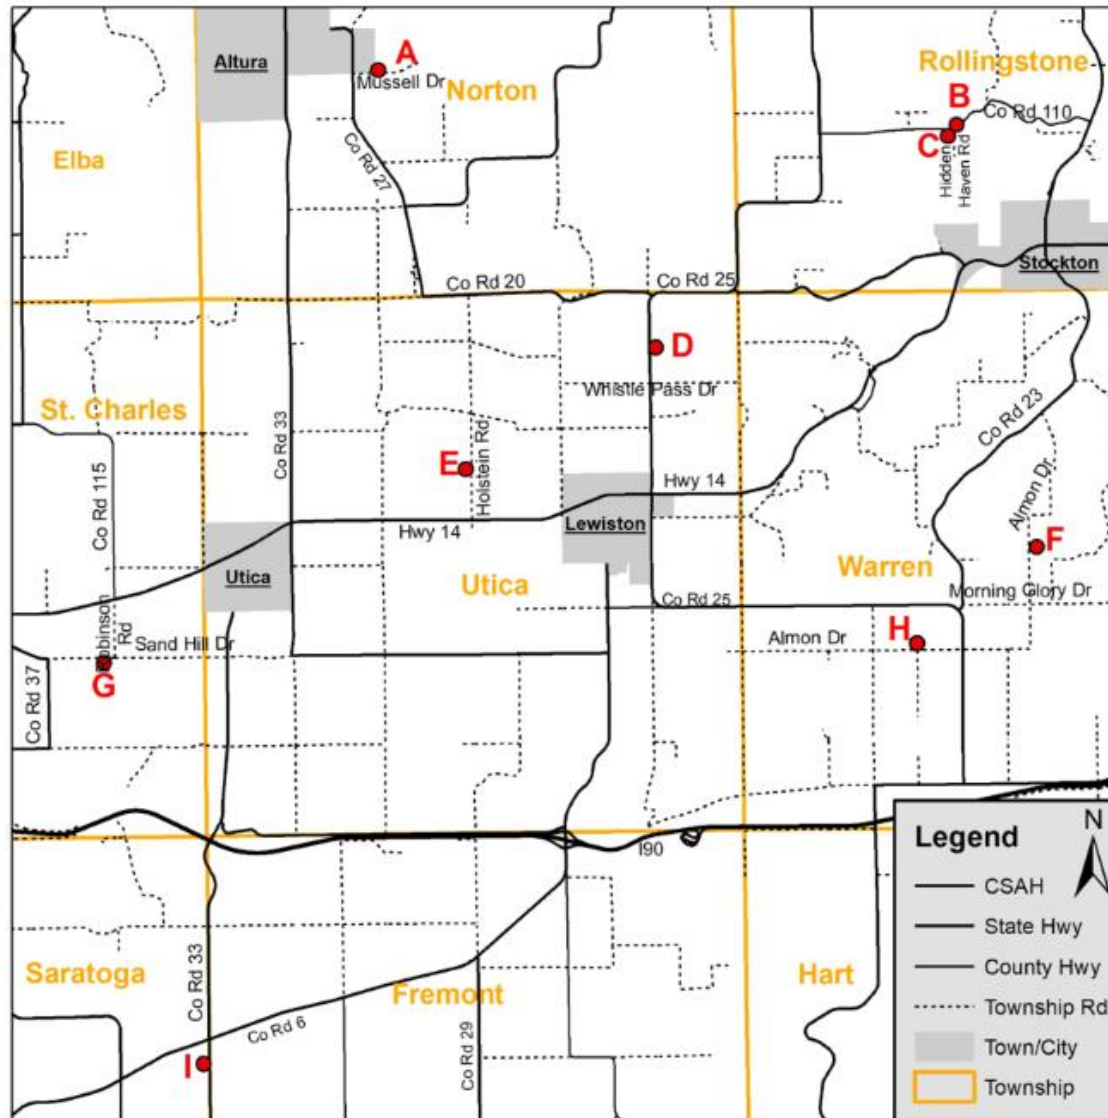 Altura
A
Mussell Dr
Norton
Rollingstone
B
Co Rd 110
C
Hidden
Haven Rd
Elba
Co Rd 27
Stockton
Co Rd 20
Co Rd 25
D
Whistle Pass Dr
St. Charles
Co Rd 33
Co Rd 23
E
Holstein Rd
Hwy 14
Co Rd 115
Almon Dr
Lewiston
Hwy 14
F
Utica
Utica
Warren
Morning Glory Dr
Co Rd 25
Rd
Sand Hill Dr
Almon Dr
H
G
Co Rd 37
I90
Legend
N
CSAH
State Hwy
County Hwy
Township Rd
Town/City
Township
Saratoga
Co Rd 33
Fremont
Hart
Co Rd 6
Co Rd 29
I